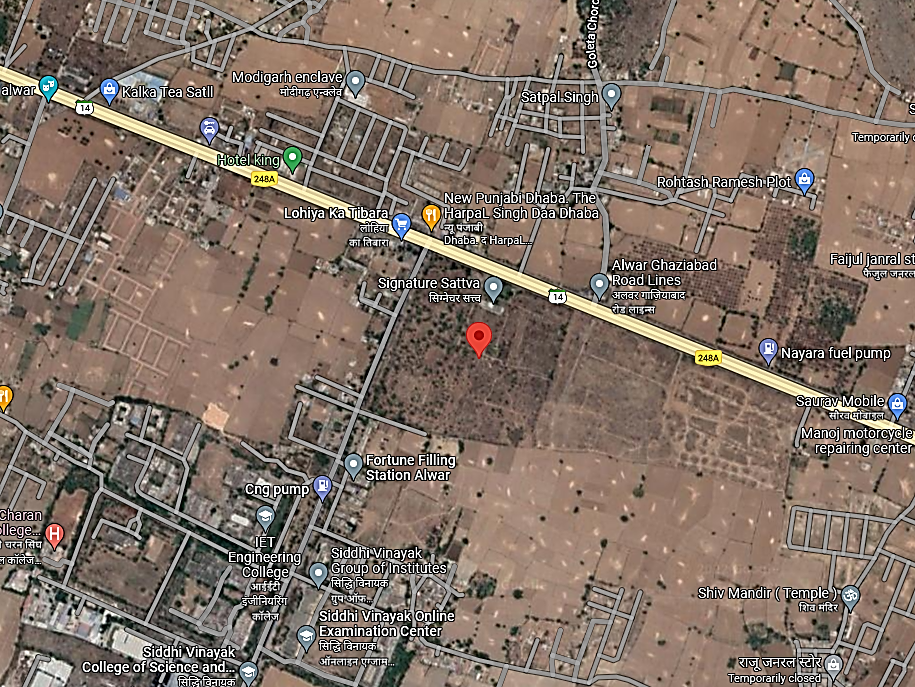 alwar
Kalka Tea Satll
14
Modigarh enclave
मोदीगढ़ एन्क्लेव
Satpal Singh
Temporarily
Hotel king
248A
Rohtash Ramesh Plot
Lohiya Ka Tibara
लोहिया
का तिबारा
New Punjabi Dhaba. The
HarpaL Singh Daa Dhaba
न्यू पंजाबी
Dhaba. द HarpaL...
Signature Sattva
सिग्नेचर सत्त्व
14
Alwar Ghaziabad
Road Lines
अलवर गाज़ियाबाद
रोड लाइन्स
Faijul janral
फैजुल
248A
Nayara fuel pump
Saurav Mobile
सौरव मोबाइल
Manoj motorcycle
repairing center
Fortune Filling
Station Alwar
Cng pump
Charan
H
IET
Engineering
College
आईईटी
इंजीनियरिंग
कॉलेज
Siddhi Vinayak
Group of Institutes
सिद्धि विनायक
ग्रुप ऑफ़...
Siddhi Vinayak Online
Examination Center
सिद्धि विनायक
ऑनलाइन एग्जाम...
Siddhi Vinayak
College of Science and...
सिद्धि विनायक
Shiv Mandir ( Temple )
शिव मंदिर
राजू जनरल स्टोर
Temporarily closed